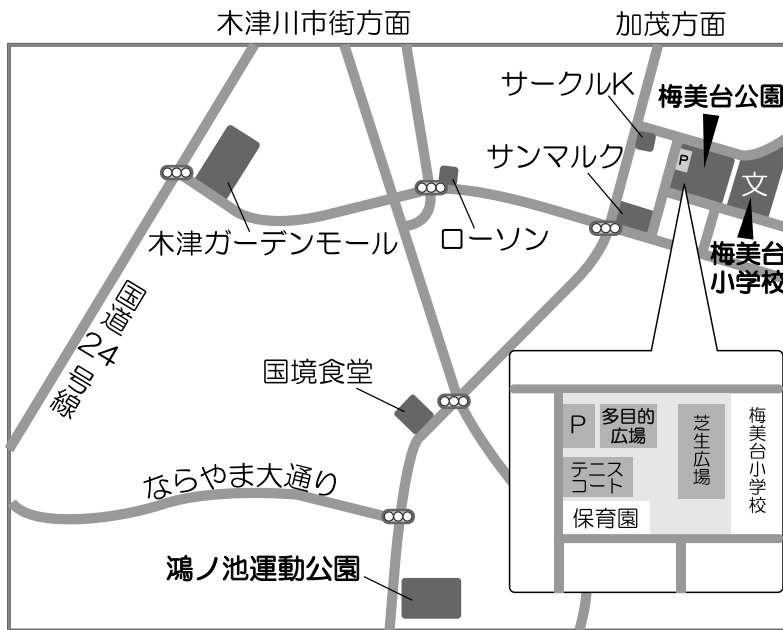 木津川市街方面
加茂方面
サークルK
梅美台公園
サンマルク
P
文
木津ガーデンモール
ローソン
梅美台
小学校
国道24号線
国境食堂
P
多目的
広場
芝生広場
梅美台小学校
テニス
コート
保育園
ならやま大通り
鴻ノ池運動公園